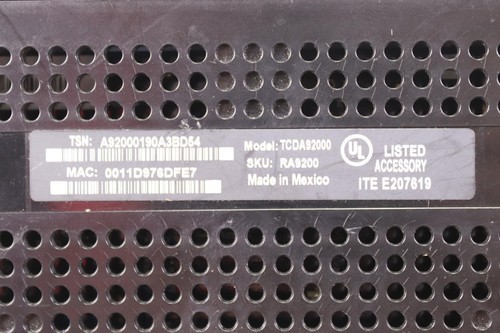 TSN: A92000190A3BD54
MAC: 0011D976DFE7
Model: TCDA92000
SKU: RA9200
Made in Mexico
UL
LISTED
ACCESSORY
ITE E207619